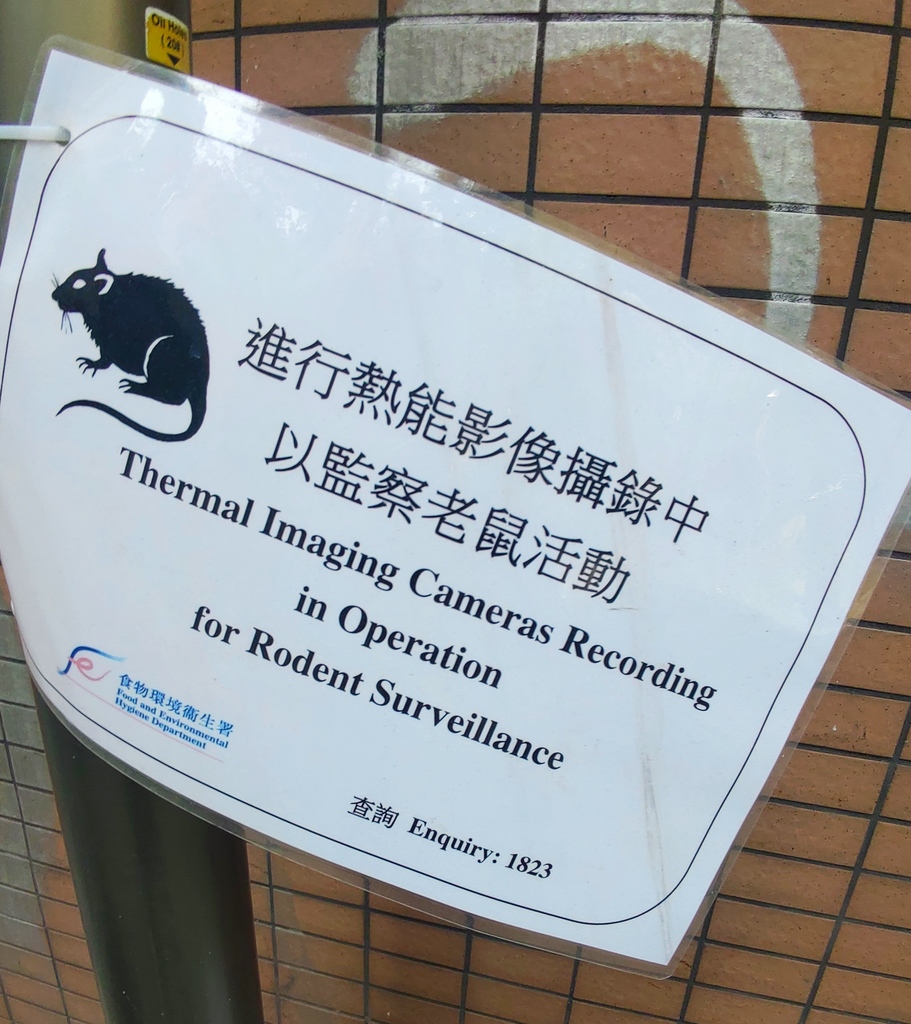 Oil Hole
(208)
進行熱能影像攝錄中
以監察老鼠活動
Thermal Imaging Cameras Recording
in Operation
for Rodent Surveillance
食物環境衞生署
Food and Environmental
Hygiene Department
查詢 Enquiry: 1823